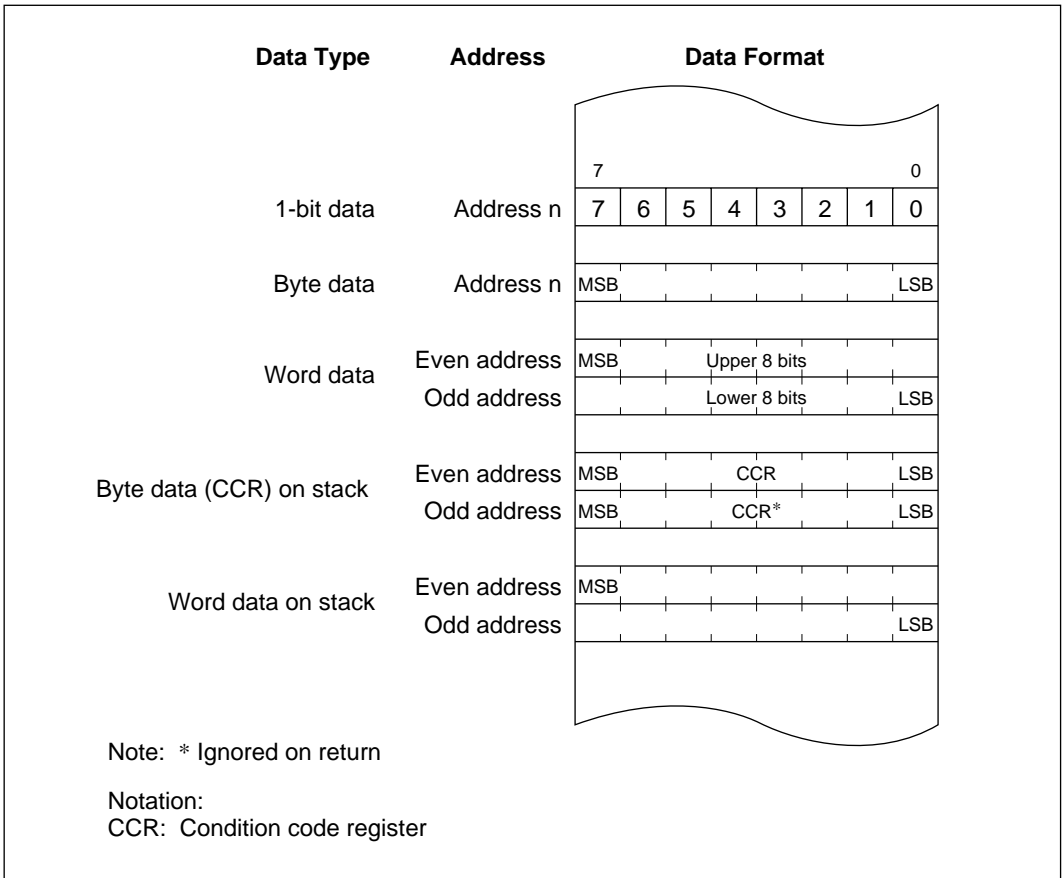 Data Type Address Data Format
7 0
1-bit data Address n 7 6 5 4 3 2 1 0
Byte data Address n MSB LSB
Word data
Even address MSB Upper 8 bits
Odd address Lower 8 bits LSB
Byte data (CCR) on stack
Even address MSB CCR LSB
Odd address MSB CCR* LSB
Word data on stack
Even address MSB
Odd address LSB
Note: * Ignored on return
Notation:
CCR: Condition code register